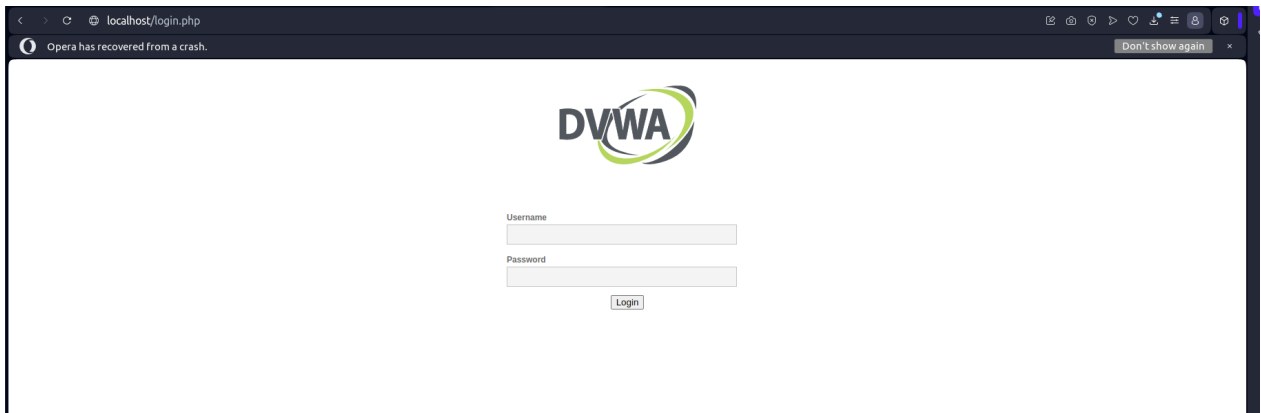 localhost/login.php
Opera has recovered from a crash.
Don't show again
DVWA
Username
Password
Login